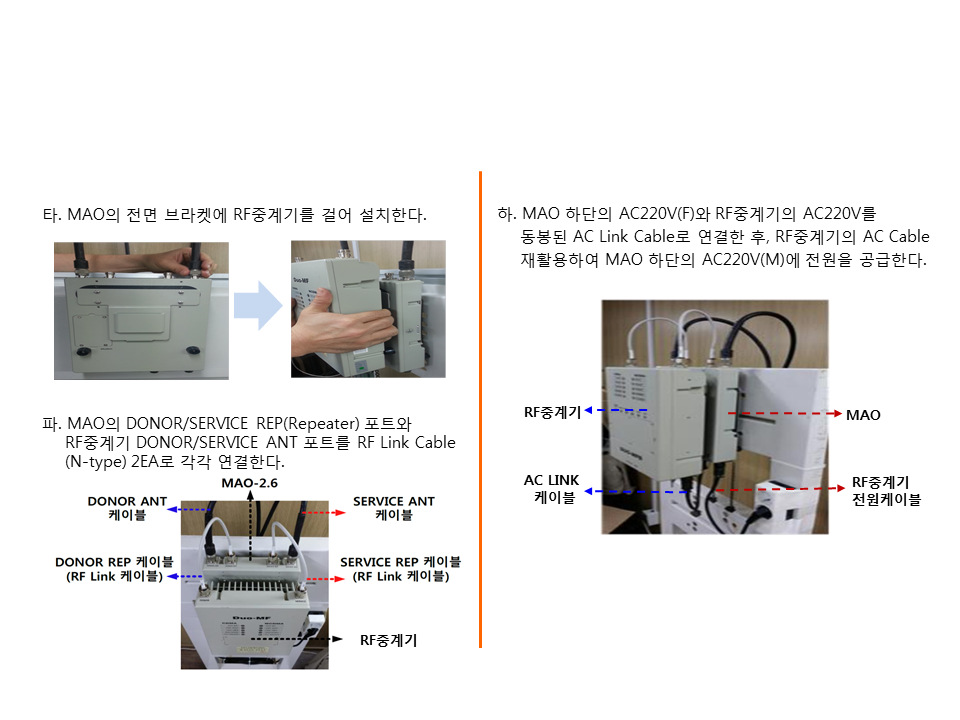 타. MAO의 전면 브라켓에 RF중계기를 걸어 설치한다.
Duo-MF
파. MAO의 DONOR/SERVICE REP(Repeater) 포트와
RF중계기 DONOR/SERVICE ANT 포트를 RF Link Cable
(N-type) 2EA로 각각 연결한다.
MAO-2.6
DONOR ANT
케이블
SERVICE ANT
케이블
DONOR REP 케이블
(RF Link 케이블)
SERVICE REP 케이블
(RF Link 케이블)
Duo-MF
RF중계기
하. MAO 하단의 AC220V(F)와 RF중계기의 AC220V를
동봉된 AC Link Cable로 연결한 후, RF중계기의 AC Cable
재활용하여 MAO 하단의 AC220V(M)에 전원을 공급한다.
RF중계기
MAO
AC LINK
케이블
RF중계기
전원케이블